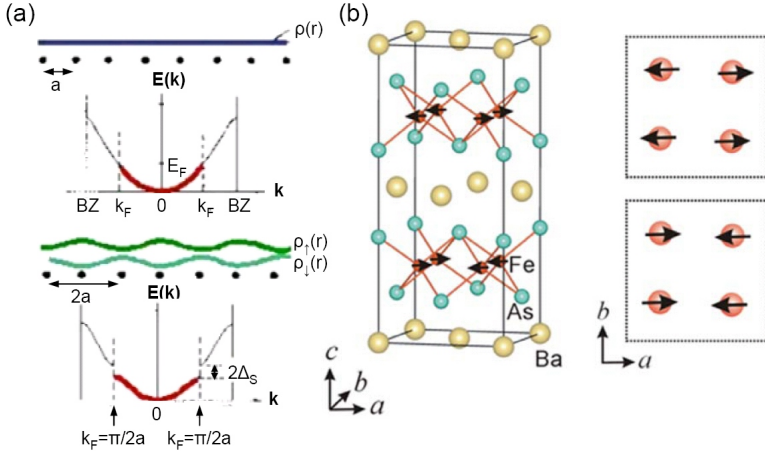 (a)
ρ(r)
a
E(k)
E_F
k
BZ k_F 0 k_F BZ
ρ↑(r)
ρ↓(r)
2a
E(k)
2Δ_S
0
k
k_F=π/2a k_F=π/2a
(b)
Fe
As
Ba
c
b
a
b
a